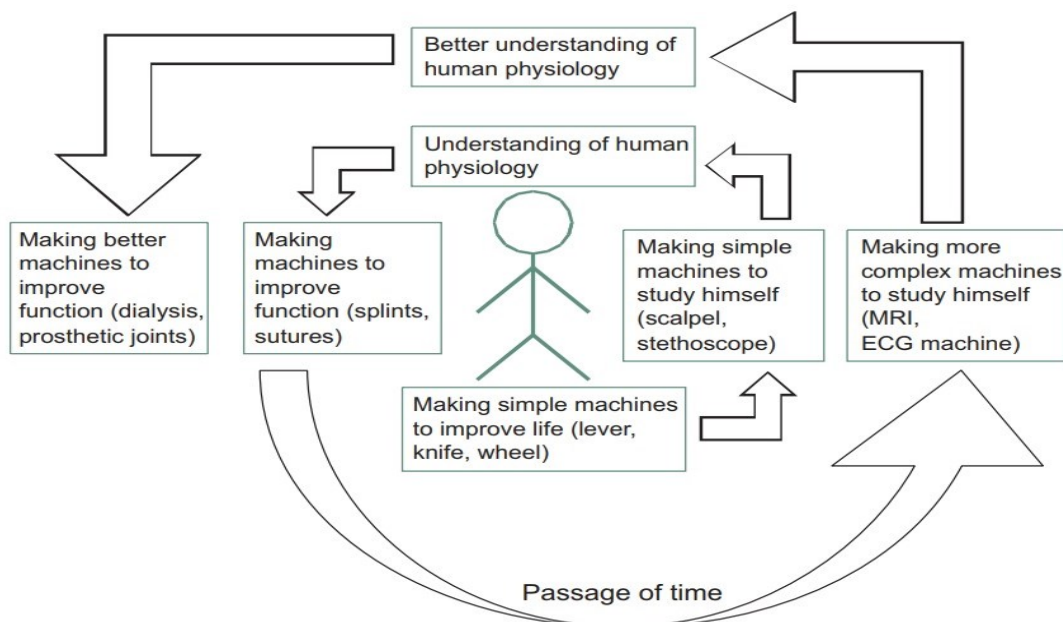 Better understanding of
human physiology
Understanding of human
physiology
Making better
machines to
improve
function (dialysis,
prosthetic joints)
Making
machines to
improve
function (splints,
sutures)
Making simple
machines to
study himself
(scalpel,
stethoscope)
Making more
complex machines
to study himself
(MRI,
ECG machine)
Making simple machines
to improve life (lever,
knife, wheel)
Passage of time